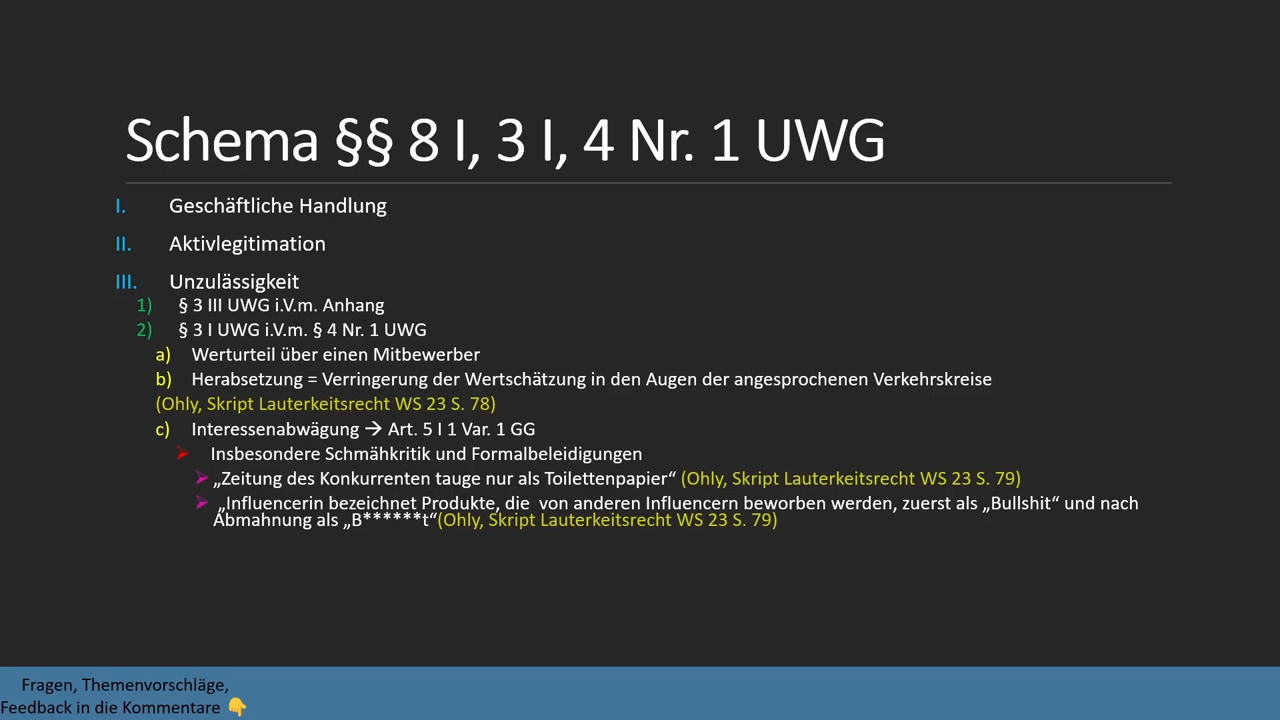 Schema §§ 8 I, 3 I, 4 Nr. 1 UWG
I. Geschäftliche Handlung
II. Aktivlegitimation
III. Unzulässigkeit
1) § 3 III UWG i.V.m. Anhang
2) § 3 I UWG i.V.m. § 4 Nr. 1 UWG
a) Werturteil über einen Mitbewerber
b) Herabsetzung = Verringerung der Wertschätzung in den Augen der angesprochenen Verkehrskreise
(Ohly, Skript Lauterkeitsrecht WS 23 S. 78)
c) Interessenabwägung → Art. 5 I 1 Var. 1 GG
Insbesondere Schmähkritik und Formalbeleidigungen
„Zeitung des Konkurrenten tauge nur als Toilettenpapier“ (Ohly, Skript Lauterkeitsrecht WS 23 S. 79)
„Influencerin bezeichnet Produkte, die von anderen Influencern beworben werden, zuerst als „Bullshit“ und nach
Abmahnung als „B******t“(Ohly, Skript Lauterkeitsrecht WS 23 S. 79)
Fragen, Themenvorschläge,
Feedback in die Kommentare 👇